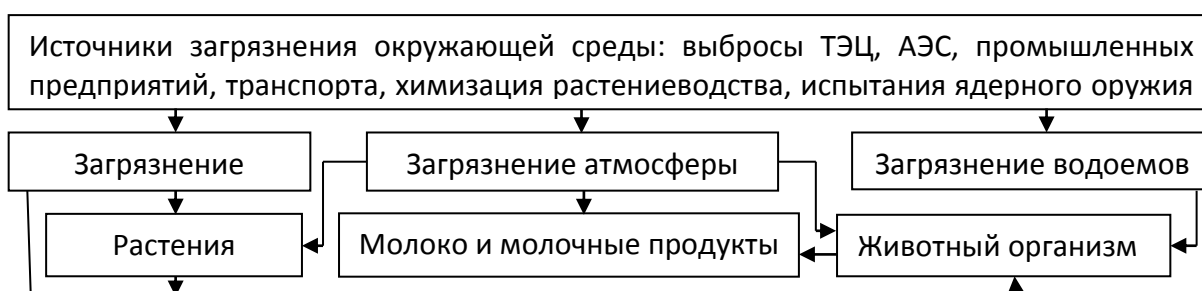 Источники загрязнения окружающей среды: выбросы ТЭЦ, АЭС, промышленных
предприятий, транспорта, химизация растениеводства, испытания ядерного оружия
Загрязнение
Загрязнение атмосферы
Загрязнение водоемов
Растения
Молоко и молочные продукты
Животный организм